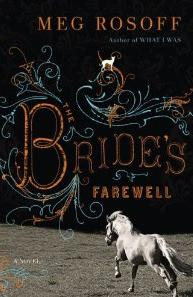 MEG ROSOFF
Author of WHAT I WAS
THE
BRIDE'S
FAREWELL
A NOVEL